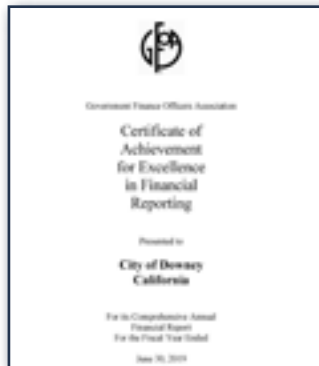 GFOA
Government Finance Officers Association
Certificate of
Achievement
for Excellence
in Financial
Reporting
Presented to
City of Downey
California
For its Comprehensive Annual
Financial Report
For the Fiscal Year Ended
June 30, 2019